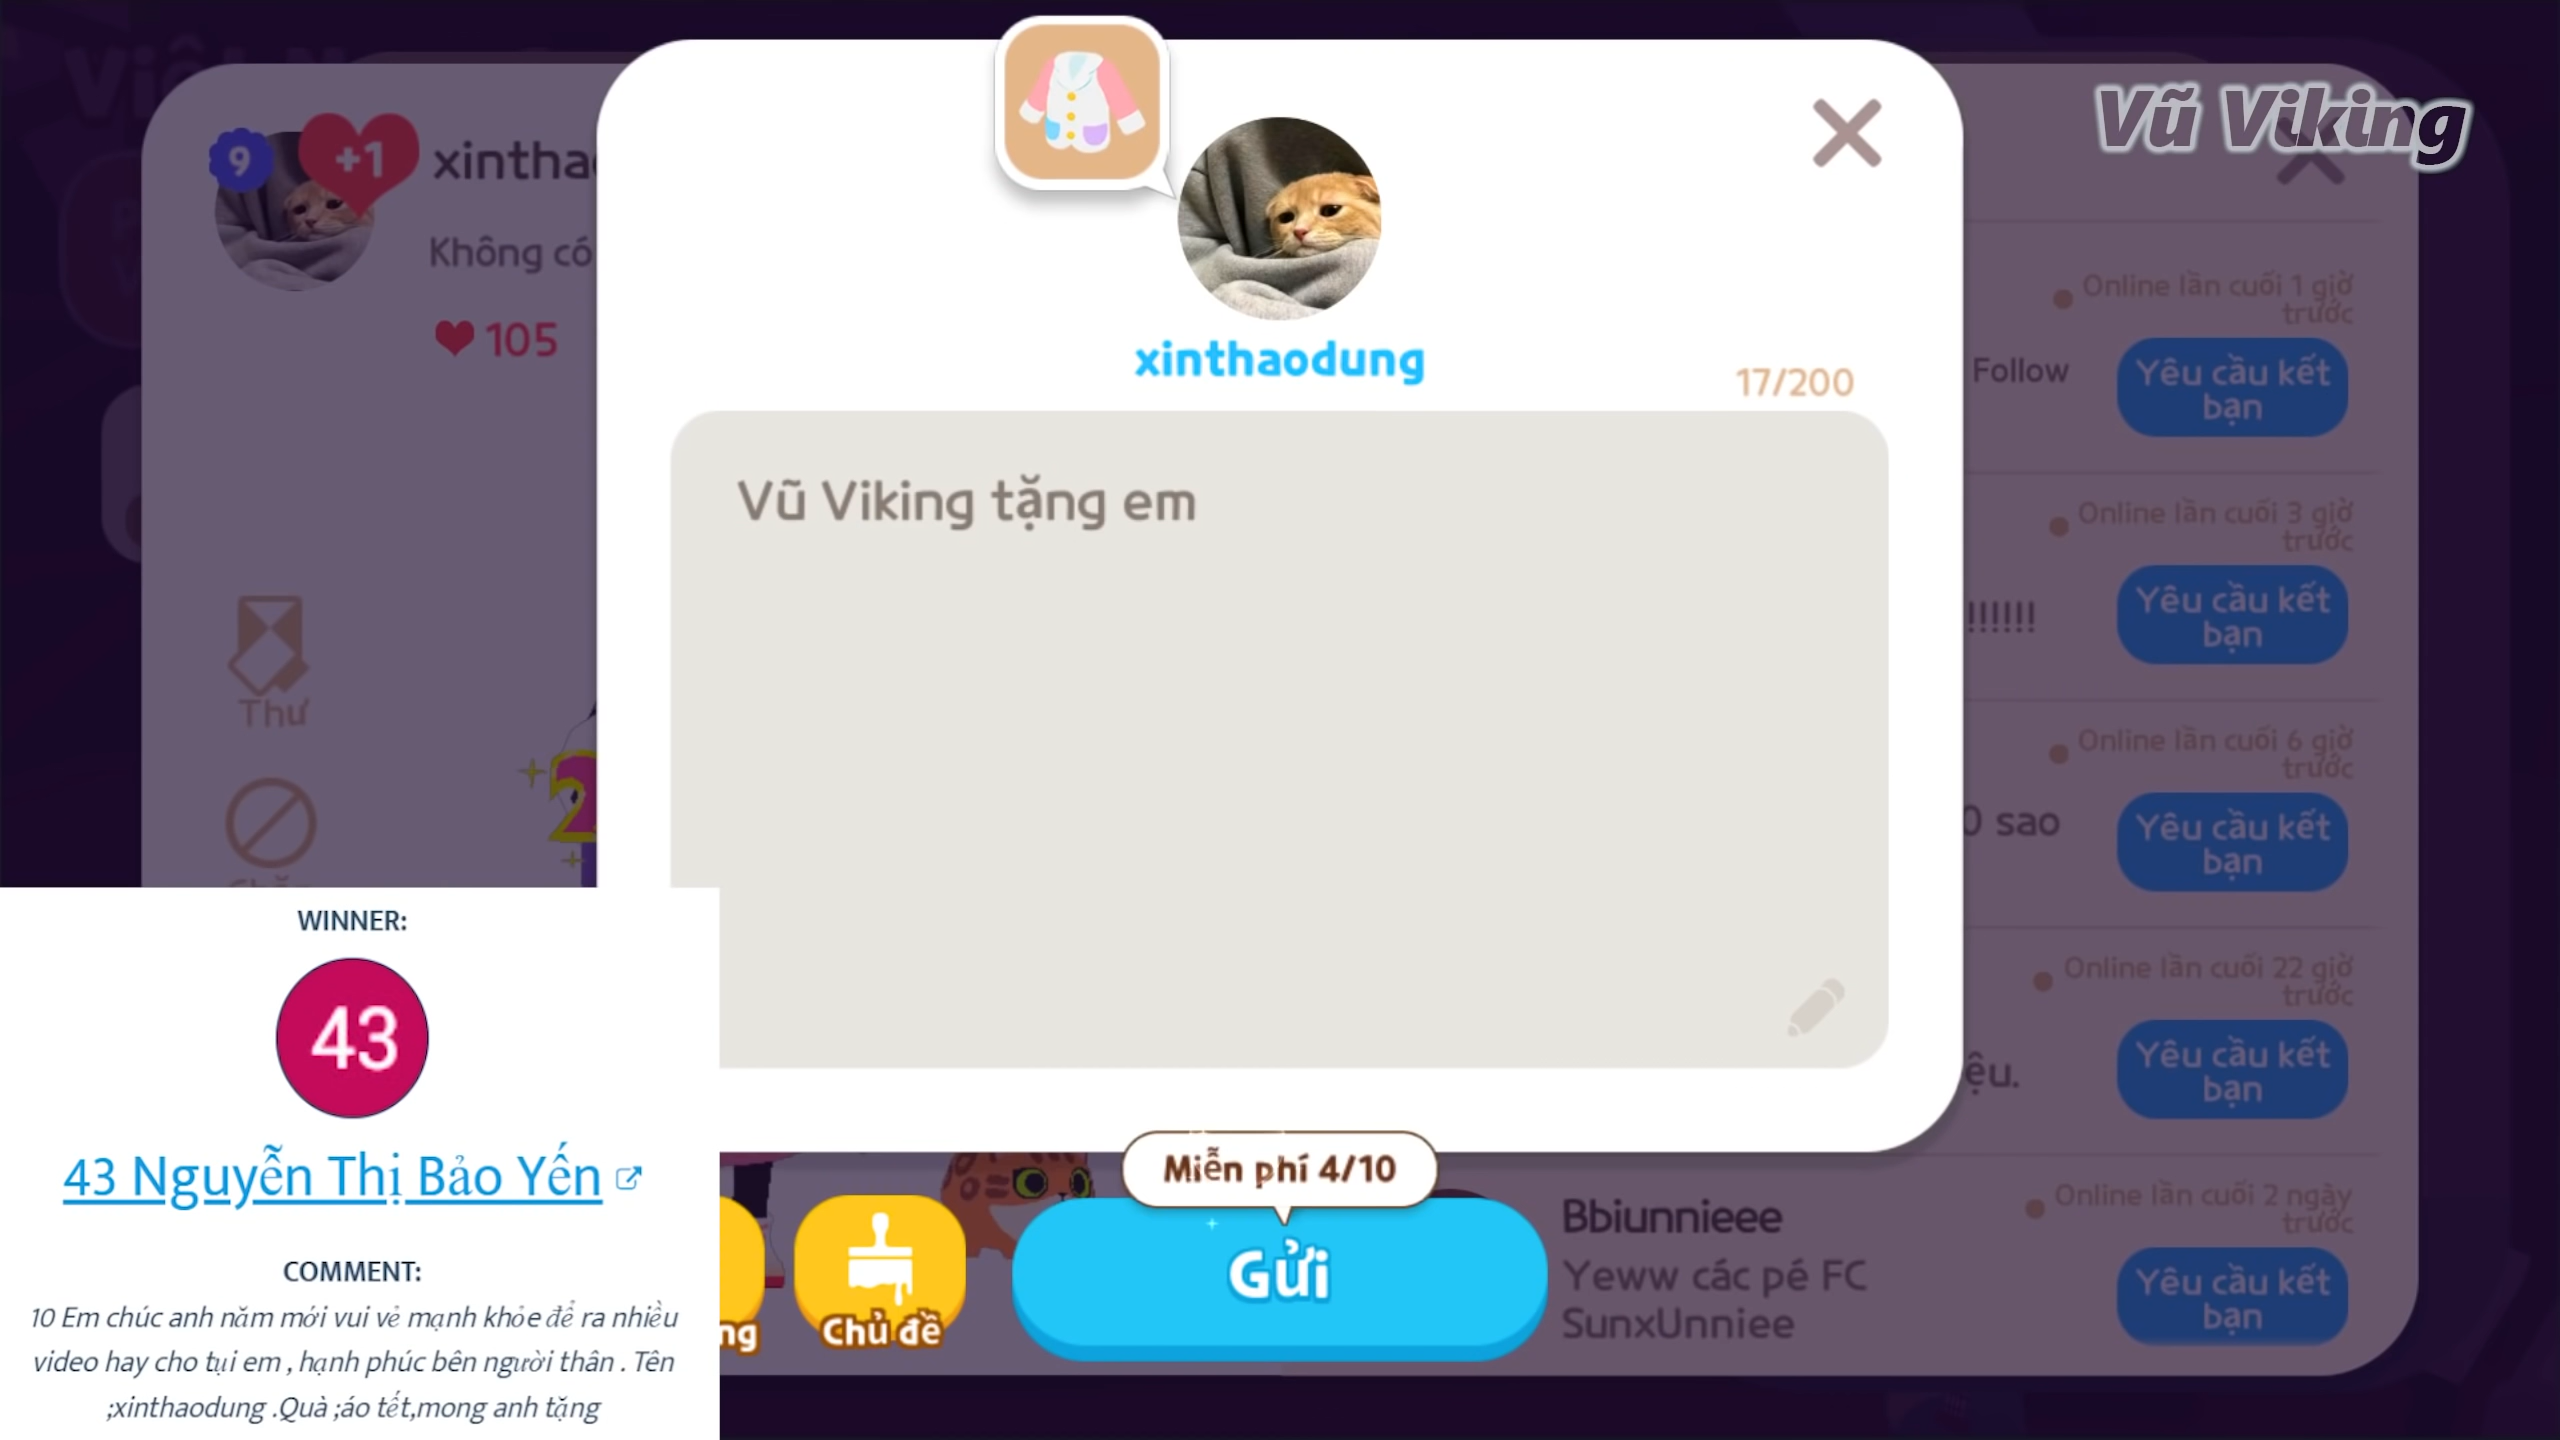 Vũ Viking
9
+1
Không có
105
xinthaodung
17/200
Vũ Viking tặng em
Thư
Online lần cuối 1 giờ
trước
Follow
Yêu cầu kết
bạn
Online lần cuối 3 giờ
trước
!!!!!!
Yêu cầu kết
bạn
Online lần cuối 6 giờ
trước
0 sao
Yêu cầu kết
bạn
Online lần cuối 22 giờ
trước
Yêu cầu kết
bạn
Online lần cuối 2 ngày
trước
Bbiunnieee
Yeww các pé FC
SunxUnniee
Yêu cầu kết
bạn
Miễn phí 4/10
Gửi
Chủ đề
WINNER:
43
43 Nguyễn Thị Bảo Yến
COMMENT:
10 Em chúc anh năm mới vui vẻ mạnh khỏe để ra nhiều
video hay cho tụi em , hạnh phúc bên người thân . Tên
;xinthaodung .Quà ;áo tết,mong anh tặng